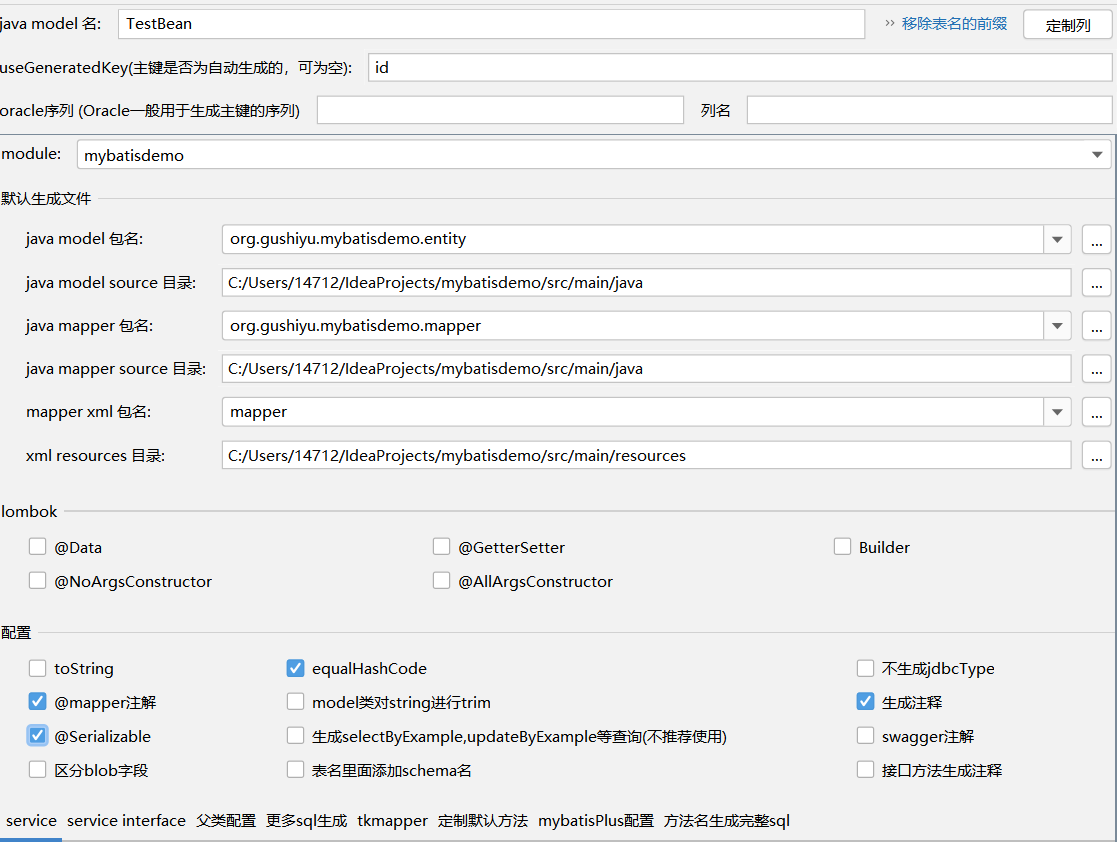 java model 名: TestBean >> 移除表名的前缀 定制列
useGeneratedKey(主键是否为自动生成的，可为空): id
oracle序列 (Oracle一般用于生成主键的序列) 列名
module: mybatisdemo
默认生成文件
java model 包名: org.gushiyu.mybatisdemo.entity ...
java model source 目录: C:/Users/14712/IdeaProjects/mybatisdemo/src/main/java ...
java mapper 包名: org.gushiyu.mybatisdemo.mapper ...
java mapper source 目录: C:/Users/14712/IdeaProjects/mybatisdemo/src/main/java ...
mapper xml 包名: mapper ...
xml resources 目录: C:/Users/14712/IdeaProjects/mybatisdemo/src/main/resources ...
lombok
@Data @GetterSetter Builder
@NoArgsConstructor @AllArgsConstructor
配置
toString equalHashCode 不生成jdbcType
@mapper注解 model类对string进行trim 生成注释
@Serializable 生成selectByExample,updateByExample等查询(不推荐使用) swagger注解
区分blob字段 表名里面添加schema名 接口方法生成注释
service service interface 父类配置 更多sql生成 tkmapper 定制默认方法 mybatisPlus配置 方法名生成完整sql